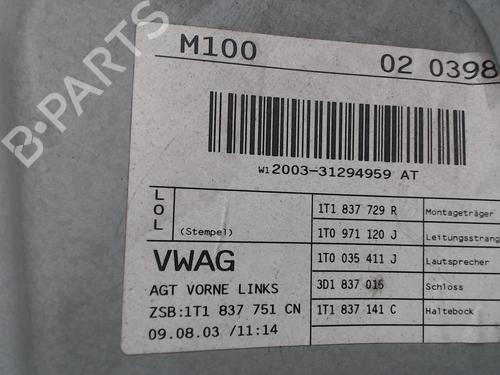 M100 02 0398
W1 2003-31294959 AT
LOL
(Stempel)
1T1 837 729 R Montageträger
1T0 971 120 J Leitungsstrang
1T0 035 411 J Lautsprecher
3D1 837 016 Schloss
1T1 837 141 C Haltebock
VWAG
AGT VORNE LINKS
ZSB:1T1 837 751 CN
09.08.03 /11:14
B-PARTS